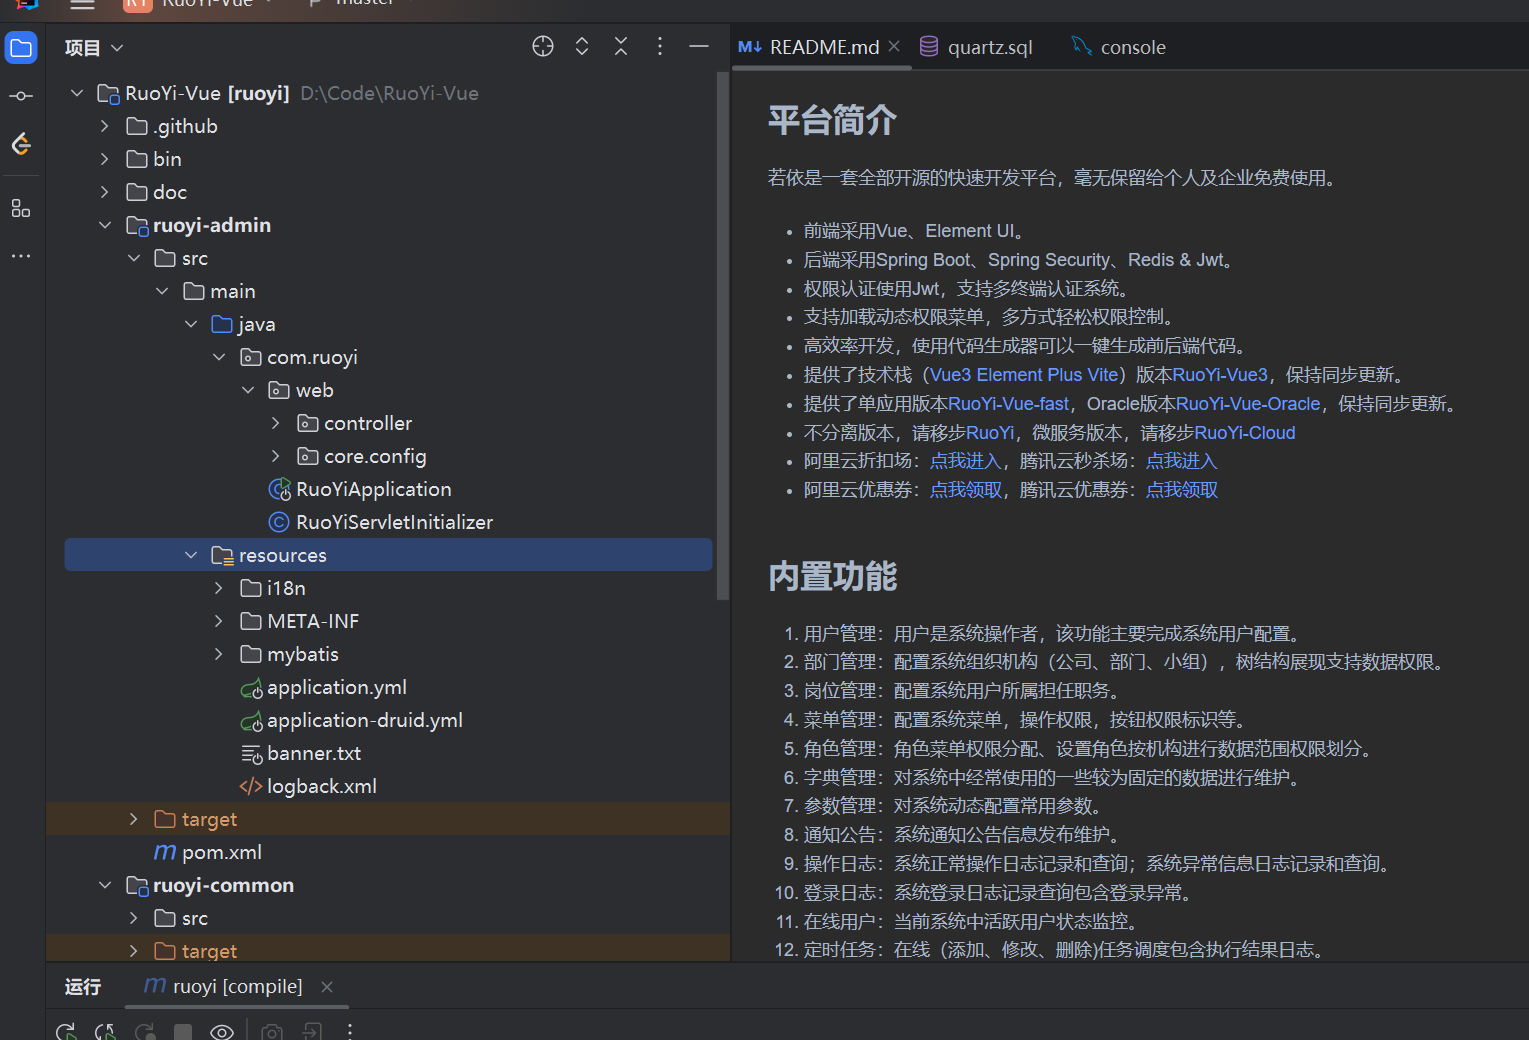 RuoYi-Vue
master
项目
RuoYi-Vue [ruoyi] D:\Code\RuoYi-Vue
.github
bin
doc
ruoyi-admin
src
main
java
com.ruoyi
web
controller
core.config
RuoYiApplication
RuoYiServletInitializer
resources
i18n
META-INF
mybatis
application.yml
application-druid.yml
banner.txt
logback.xml
target
pom.xml
ruoyi-common
src
target
README.md
quartz.sql
console
平台简介
若依是一套全部开源的快速开发平台，毫无保留给个人及企业免费使用。
• 前端采用Vue、Element UI。
• 后端采用Spring Boot、Spring Security、Redis & Jwt。
• 权限认证使用Jwt，支持多终端认证系统。
• 支持加载动态权限菜单，多方式轻松权限控制。
• 高效率开发，使用代码生成器可以一键生成前后端代码。
• 提供了技术栈（Vue3 Element Plus Vite）版本RuoYi-Vue3，保持同步更新。
• 提供了单应用版本RuoYi-Vue-fast，Oracle版本RuoYi-Vue-Oracle，保持同步更新。
• 不分离版本，请移步RuoYi，微服务版本，请移步RuoYi-Cloud
• 阿里云折扣场：点我进入，腾讯云秒杀场：点我进入
• 阿里云优惠券：点我领取，腾讯云优惠券：点我领取
内置功能
1. 用户管理：用户是系统操作者，该功能主要完成系统用户配置。
2. 部门管理：配置系统组织机构（公司、部门、小组），树结构展现支持数据权限。
3. 岗位管理：配置系统用户所属担任职务。
4. 菜单管理：配置系统菜单，操作权限，按钮权限标识等。
5. 角色管理：角色菜单权限分配、设置角色按机构进行数据范围权限划分。
6. 字典管理：对系统中经常使用的一些较为固定的数据进行维护。
7. 参数管理：对系统动态配置常用参数。
8. 通知公告：系统通知公告信息发布维护。
9. 操作日志：系统正常操作日志记录和查询；系统异常信息日志记录和查询。
10. 登录日志：系统登录日志记录查询包含登录异常。
11. 在线用户：当前系统中活跃用户状态监控。
12. 定时任务：在线（添加、修改、删除)任务调度包含执行结果日志。
运行
ruoyi [compile]